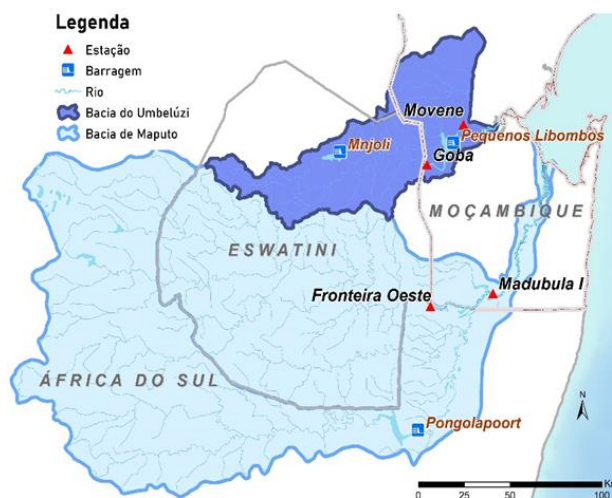 Legenda
Estação
Barragem
Rio
Bacia do Umbelúzi
Bacia de Maputo
Movene
Mnjoli
Pequenos Libombos
Goba
MOÇAMBIQUE
ESWATINI
Madubula I
Fronteira Oeste
ÁFRICA DO SUL
Pongolapoort
N
0 25 50 100 K